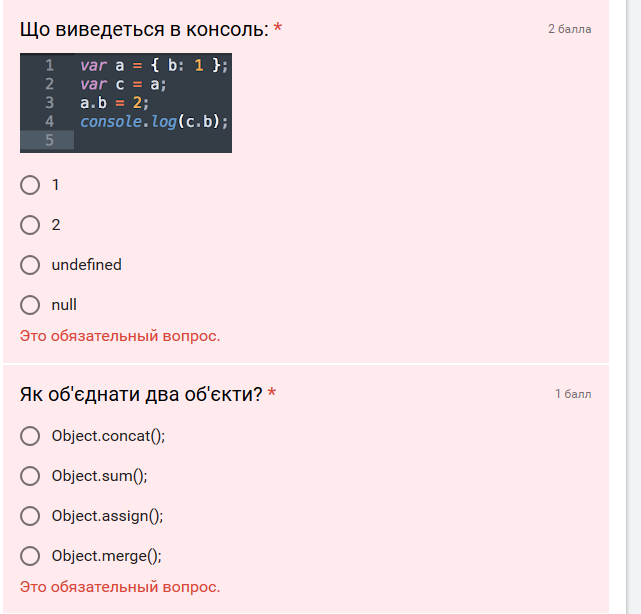 Що виведеться в консоль: *
2 балла
1 var a = { b: 1 };
2 var c = a;
3 a.b = 2;
4 console.log(c.b);
5
1
2
undefined
null
Это обязательный вопрос.
Як об'єднати два об'єкти? *
1 балл
Object.concat();
Object.sum();
Object.assign();
Object.merge();
Это обязательный вопрос.